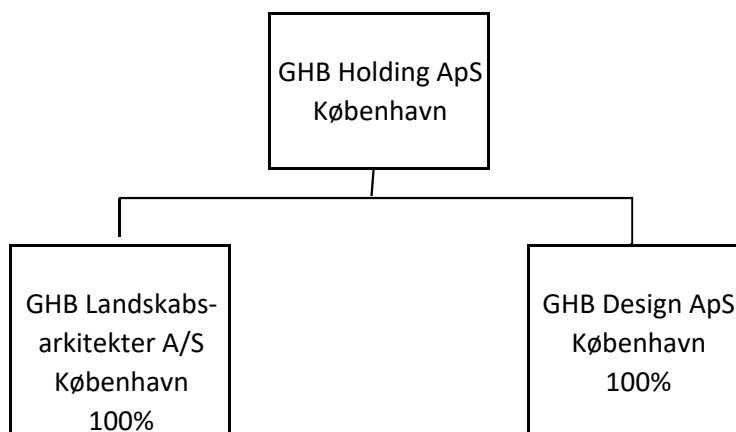 GHB Holding ApS
København
GHB Landskabs-
arkitekter A/S
København
100%
GHB Design ApS
København
100%